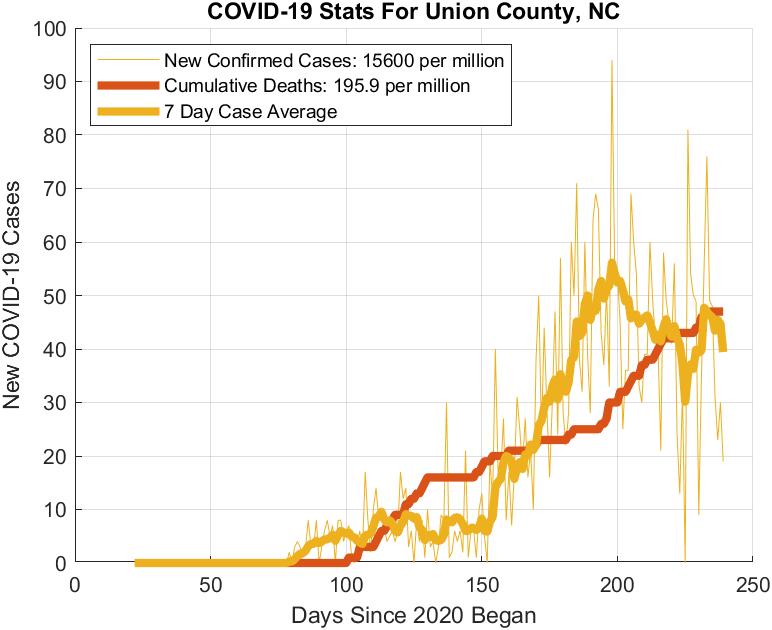 COVID-19 Stats For Union County, NC
100
90
80
70
60
50
40
30
20
10
0
New COVID-19 Cases
New Confirmed Cases: 15600 per million
Cumulative Deaths: 195.9 per million
7 Day Case Average
0 50 100 150 200 250
Days Since 2020 Began